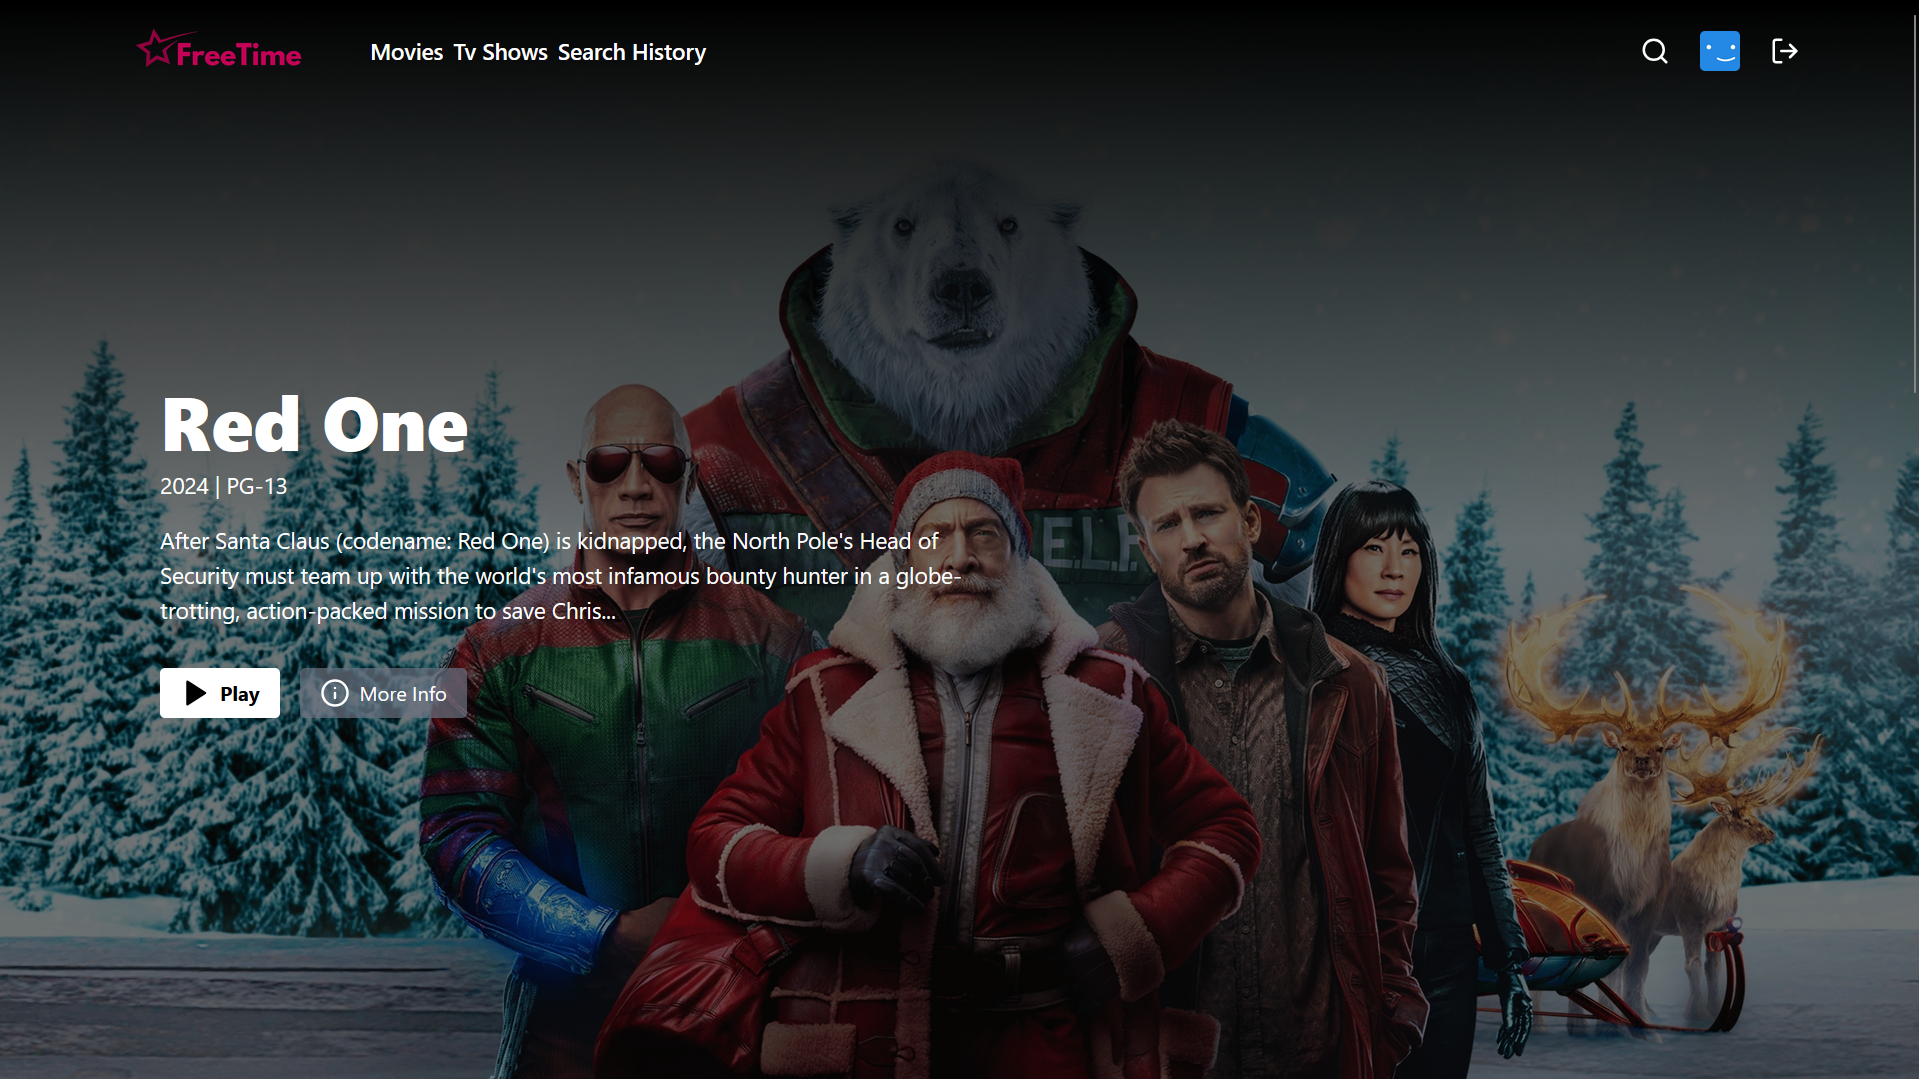 FreeTime
Movies Tv Shows Search History
Red One
2024 | PG-13
After Santa Claus (codename: Red One) is kidnapped, the North Pole's Head of
Security must team up with the world's most infamous bounty hunter in a globe-
trotting, action-packed mission to save Chris...
Play
More Info
E.L.F.